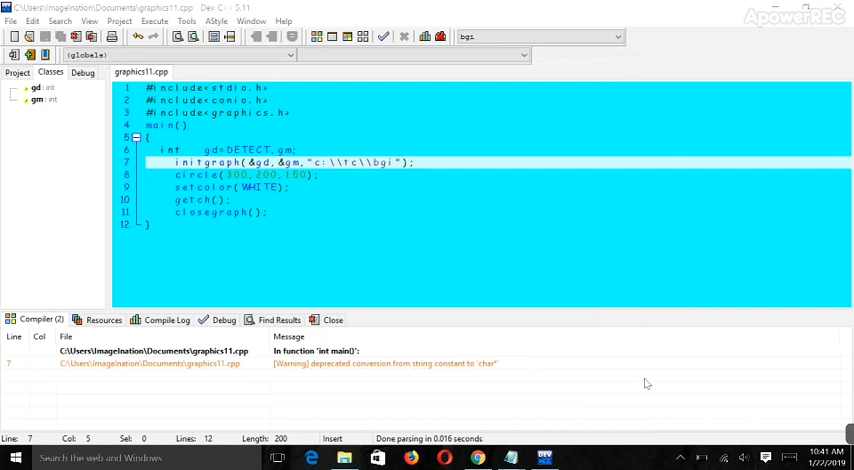 C:\Users\ImageInation\Documents\graphics11.cpp - Dev C++ 5.11
ApowerREC
File Edit Search View Project Execute Tools AStyle Window Help
bgi
(globals)
Project Classes Debug
graphics11.cpp
gd : int
gm : int
1 #include<stdio.h>
2 #include<conio.h>
3 #include<graphics.h>
4 main()
5 {
6 int gd=DETECT,gm;
7 initgraph(&gd,&gm,"c:\\tc\\bgi");
8 circle(300,200,150);
9 setcolor(WHITE);
10 getch();
11 closegraph();
12 }
Compiler (2) Resources Compile Log Debug Find Results Close
Line Col File Message
C:\Users\ImageInation\Documents\graphics11.cpp In function 'int main()':
7 C:\Users\ImageInation\Documents\graphics11.cpp [Warning] deprecated conversion from string constant to 'char*'
Line: 7 Col: 5 Sel: 0 Lines: 12 Length: 200 Insert Done parsing in 0.016 seconds
Search the web and Windows
DEV
10:41 AM
1/22/2019